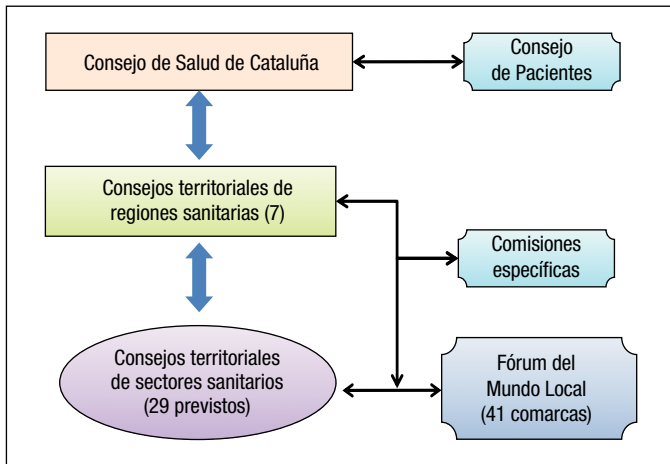 Consejo de Salud de Cataluña
Consejo
de Pacientes
Consejos territoriales de
regiones sanitarias (7)
Comisiones
específicas
Consejos territoriales
de sectores sanitarios
(29 previstos)
Fórum del
Mundo Local
(41 comarcas)